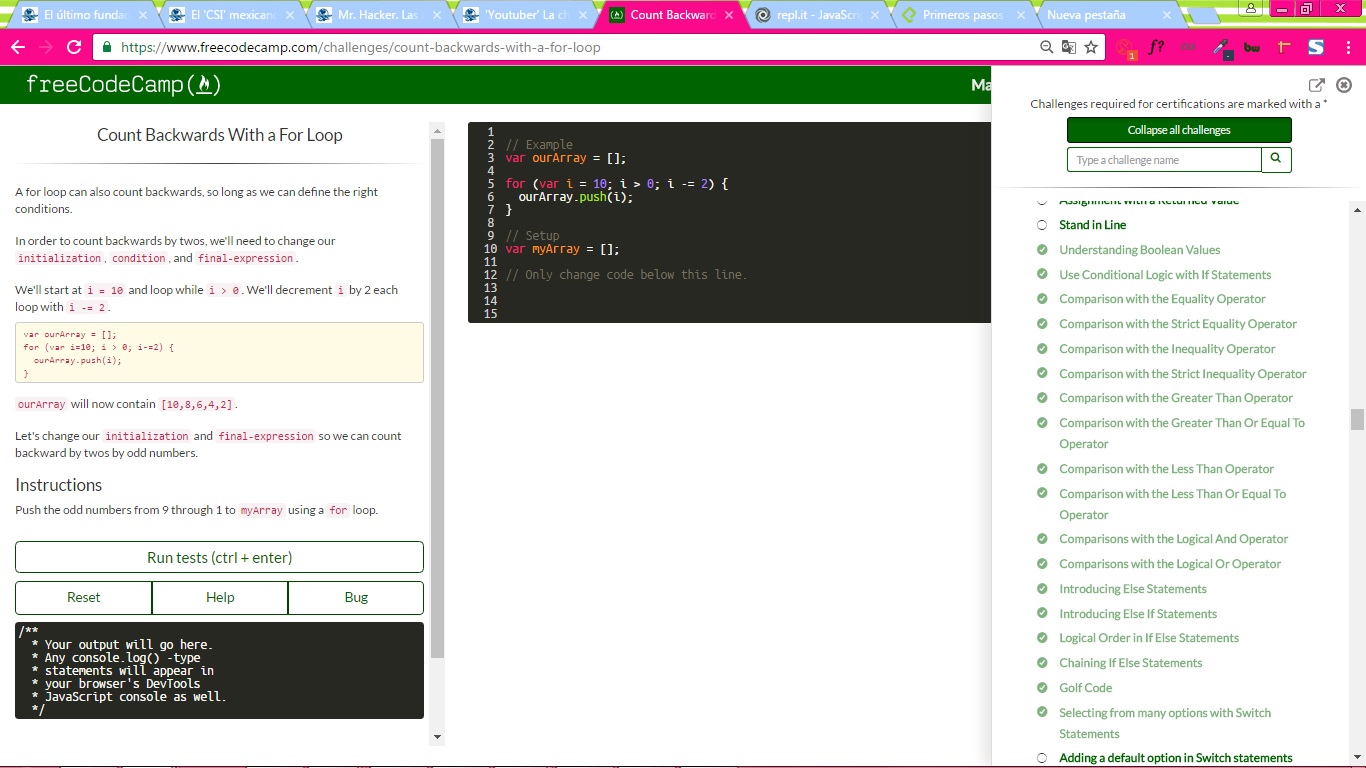 El último funda
El 'CSI' mexican
Mr. Hacker. Las
'Youtuber' La ch
Count Backward
repl.it - JavaScri
Primeros pasos
Nueva pestaña
https://www.freecodecamp.com/challenges/count-backwards-with-a-for-loop
1
f?
bw
S
freeCodeCamp(
)
Ma
Count Backwards With a For Loop
A for loop can also count backwards, so long as we can define the right
conditions.
In order to count backwards by twos, we'll need to change our
initialization, condition, and final-expression.
We'll start at i = 10 and loop while i > 0. We'll decrement i by 2 each
loop with i -= 2.
var ourArray = [];
for (var i=10; i > 0; i-=2) {
ourArray.push(i);
}
ourArray will now contain [10,8,6,4,2].
Let's change our initialization and final-expression so we can count
backward by twos by odd numbers.
Instructions
Push the odd numbers from 9 through 1 to myArray using a for loop.
Run tests (ctrl + enter)
Reset
Help
Bug
/**
* Your output will go here.
* Any console.log() -type
* statements will appear in
* your browser's DevTools
* JavaScript console as well.
*/
1
2 // Example
3 var ourArray = [];
4
5 for (var i = 10; i > 0; i -= 2) {
6 ourArray.push(i);
7 }
8
9 // Setup
10 var myArray = [];
11
12 // Only change code below this line.
13
14
15
Challenges required for certifications are marked with a *
Collapse all challenges
Type a challenge name
Assignment with a Returned Value
Stand in Line
Understanding Boolean Values
Use Conditional Logic with If Statements
Comparison with the Equality Operator
Comparison with the Strict Equality Operator
Comparison with the Inequality Operator
Comparison with the Strict Inequality Operator
Comparison with the Greater Than Operator
Comparison with the Greater Than Or Equal To
Operator
Comparison with the Less Than Operator
Comparison with the Less Than Or Equal To
Operator
Comparisons with the Logical And Operator
Comparisons with the Logical Or Operator
Introducing Else Statements
Introducing Else If Statements
Logical Order in If Else Statements
Chaining If Else Statements
Golf Code
Selecting from many options with Switch
Statements
Adding a default option in Switch statements